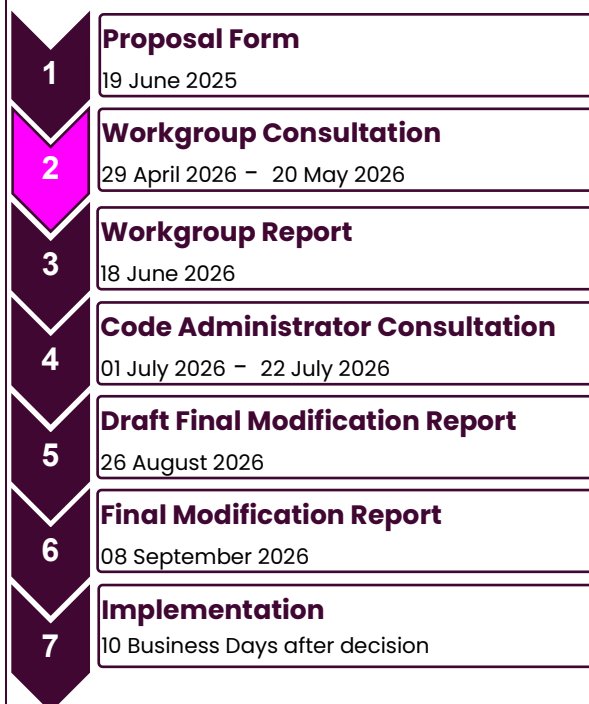 1
Proposal Form
19 June 2025
2
Workgroup Consultation
29 April 2026 – 20 May 2026
3
Workgroup Report
18 June 2026
4
Code Administrator Consultation
01 July 2026 – 22 July 2026
5
Draft Final Modification Report
26 August 2026
6
Final Modification Report
08 September 2026
7
Implementation
10 Business Days after decision